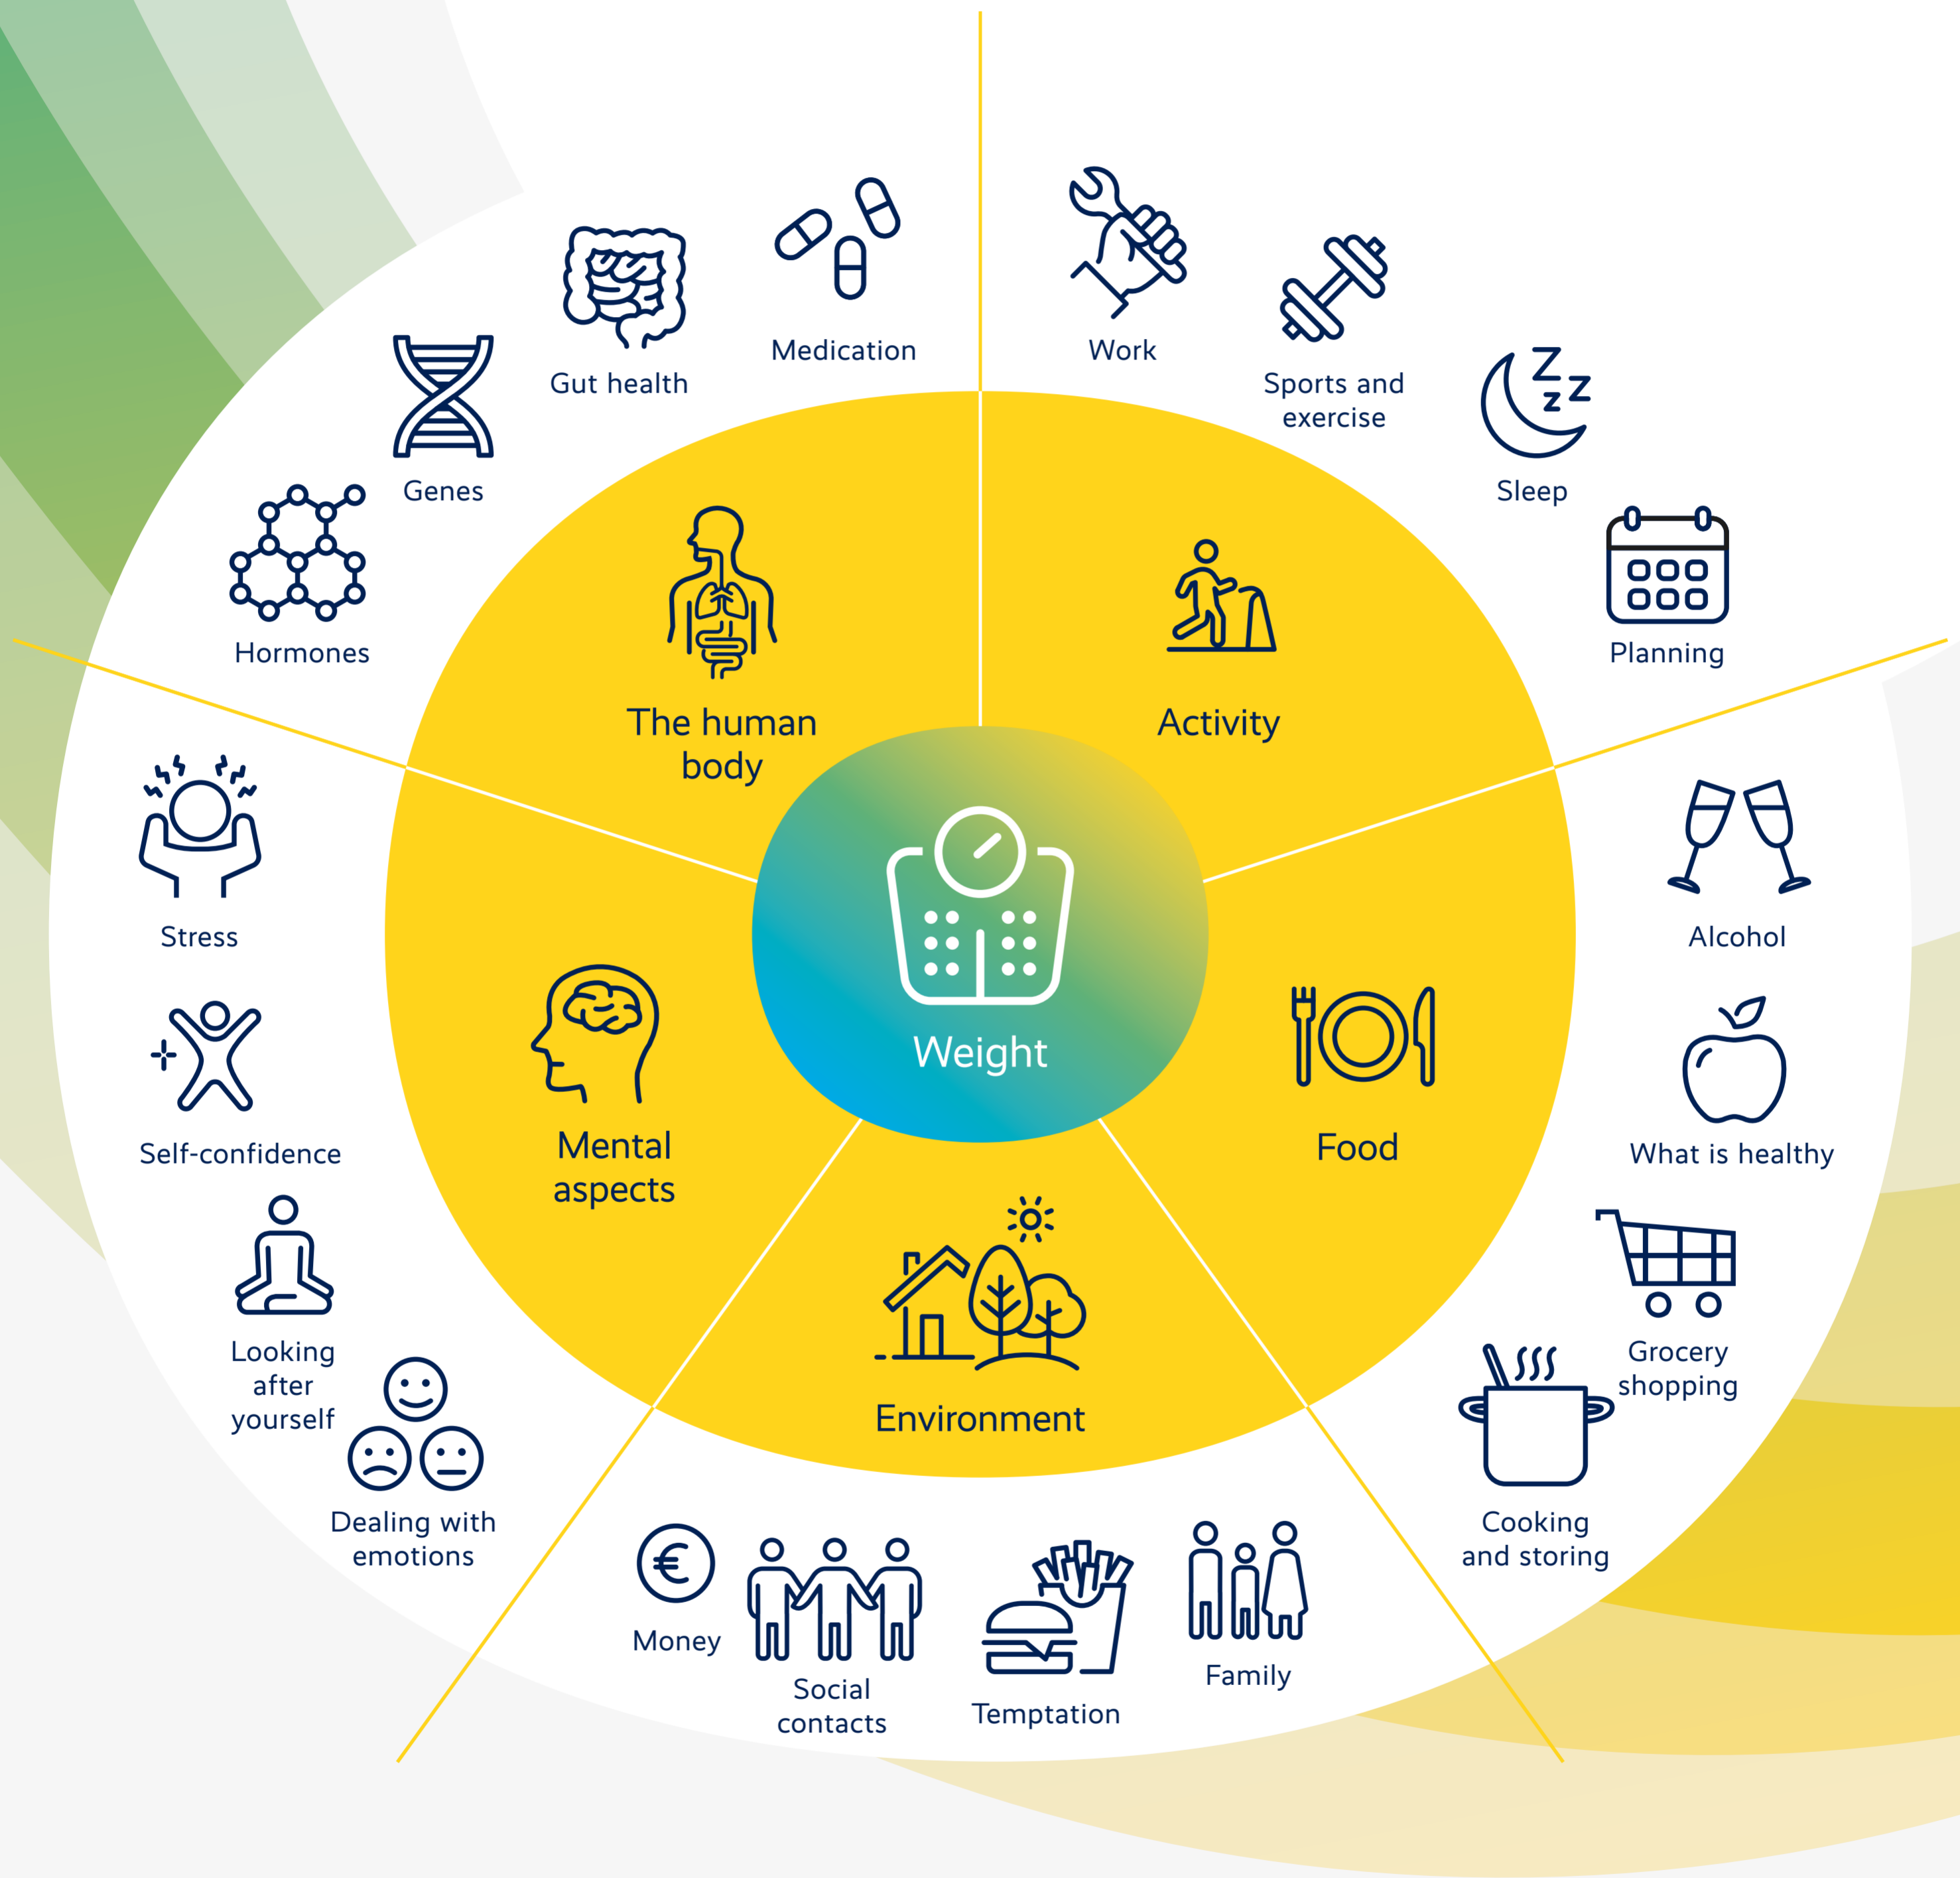 Medication
Gut health
Genes
Hormones
The human
body
Work
Sports and
exercise
Sleep
Planning
Activity
Alcohol
What is healthy
Grocery
shopping
Cooking
and storing
Food
Weight
Environment
Money
Social
contacts
Temptation
Family
Mental
aspects
Stress
Self-confidence
Looking
after
yourself
Dealing with
emotions
Z
Z
Z
€